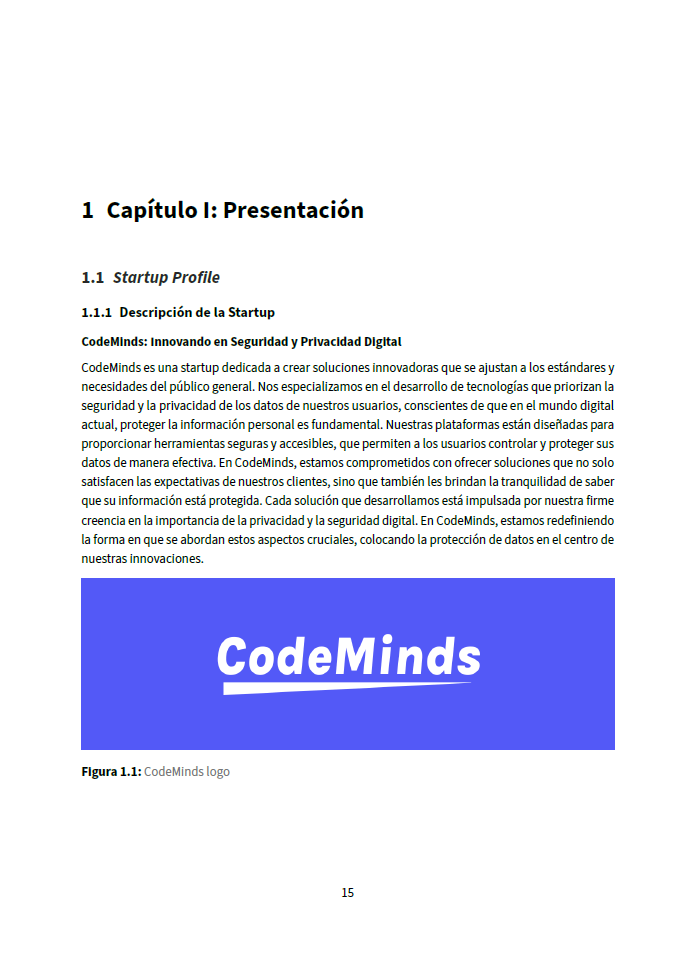 1 Capítulo I: Presentación
1.1 Startup Profile
1.1.1 Descripción de la Startup
CodeMinds: Innovando en Seguridad y Privacidad Digital
CodeMinds es una startup dedicada a crear soluciones innovadoras que se ajustan a los estándares y
necesidades del público general. Nos especializamos en el desarrollo de tecnologías que priorizan la
seguridad y la privacidad de los datos de nuestros usuarios, conscientes de que en el mundo digital
actual, proteger la información personal es fundamental. Nuestras plataformas están diseñadas para
proporcionar herramientas seguras y accesibles, que permiten a los usuarios controlar y proteger sus
datos de manera efectiva. En CodeMinds, estamos comprometidos con ofrecer soluciones que no solo
satisfacen las expectativas de nuestros clientes, sino que también les brindan la tranquilidad de saber
que su información está protegida. Cada solución que desarrollamos está impulsada por nuestra firme
creencia en la importancia de la privacidad y la seguridad digital. En CodeMinds, estamos redefiniendo
la forma en que se abordan estos aspectos cruciales, colocando la protección de datos en el centro de
nuestras innovaciones.
CodeMinds
Figura 1.1: CodeMinds logo
15